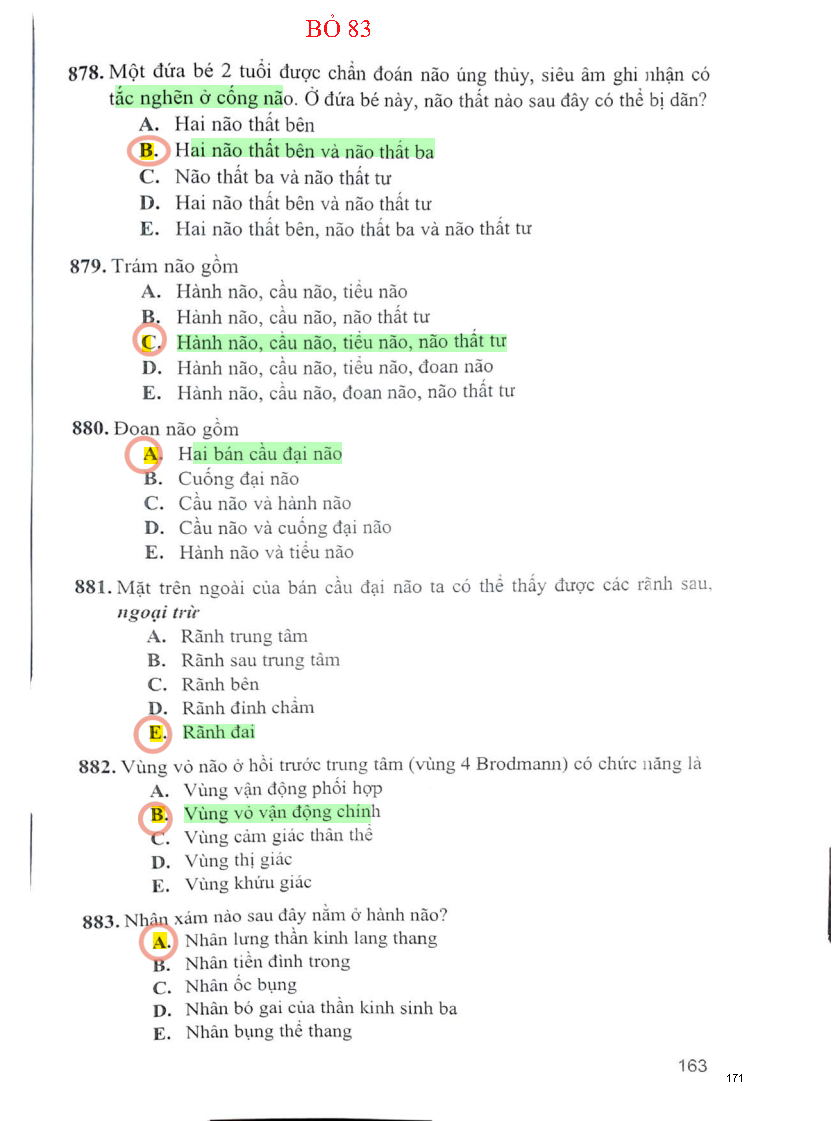 BỎ 83
878. Một đứa bé 2 tuổi được chẩn đoán não úng thủy, siêu âm ghi nhận có
tắc nghẽn ở cống não. Ở đứa bé này, não thất nào sau đây có thể bị dãn?
A. Hai não thất bên
B. Hai não thất bên và não thất ba
C. Não thất ba và não thất tư
D. Hai não thất bên và não thất tư
E. Hai não thất bên, não thất ba và não thất tư
879. Trám não gồm
A. Hành não, cầu não, tiểu não
B. Hành não, cầu não, não thất tư
C. Hành não, cầu não, tiểu não, não thất tư
D. Hành não, cầu não, tiểu não, đoan não
E. Hành não, cầu não, đoan não, não thất tư
880. Đoan não gồm
A. Hai bán cầu đại não
B. Cuống đại não
C. Cầu não và hành não
D. Cầu não và cuống đại não
E. Hành não và tiểu não
881. Mặt trên ngoài của bán cầu đại não ta có thể thấy được các rãnh sau,
ngoại trừ
A. Rãnh trung tâm
B. Rãnh sau trung tâm
C. Rãnh bên
D. Rãnh đỉnh chẩm
E. Rãnh đai
882. Vùng vỏ não ở hồi trước trung tâm (vùng 4 Brodmann) có chức năng là
A. Vùng vận động phối hợp
B. Vùng vỏ vận động chính
C. Vùng cảm giác thân thể
D. Vùng thị giác
E. Vùng khứu giác
883. Nhân xám nào sau đây nằm ở hành não?
A. Nhân lưng thần kinh lang thang
B. Nhân tiền đình trong
C. Nhân ốc bụng
D. Nhân bó gai của thần kinh sinh ba
E. Nhân bụng thể thang
163
171